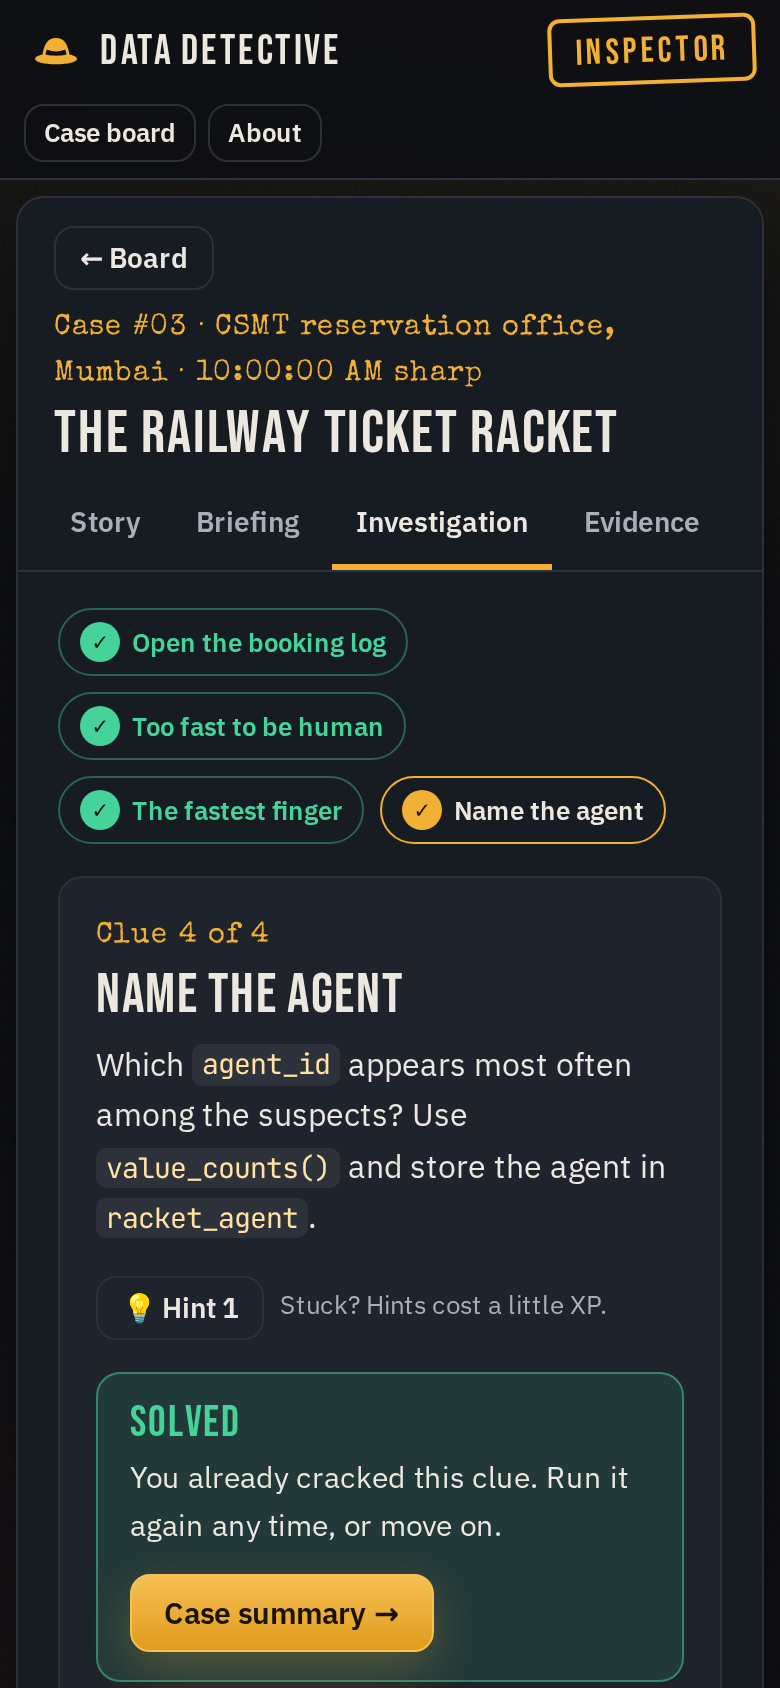 DATA DETECTIVE
INSPECTOR
Case board
About
← Board
Case #03 · CSMT reservation office,
Mumbai · 10:00:00 AM sharp
THE RAILWAY TICKET RACKET
Story Briefing Investigation Evidence
✓ Open the booking log
✓ Too fast to be human
✓ The fastest finger ✓ Name the agent
Clue 4 of 4
NAME THE AGENT
Which agent_id appears most often
among the suspects? Use
value_counts() and store the agent in
racket_agent.
💡 Hint 1 Stuck? Hints cost a little XP.
SOLVED
You already cracked this clue. Run it
again any time, or move on.
Case summary →